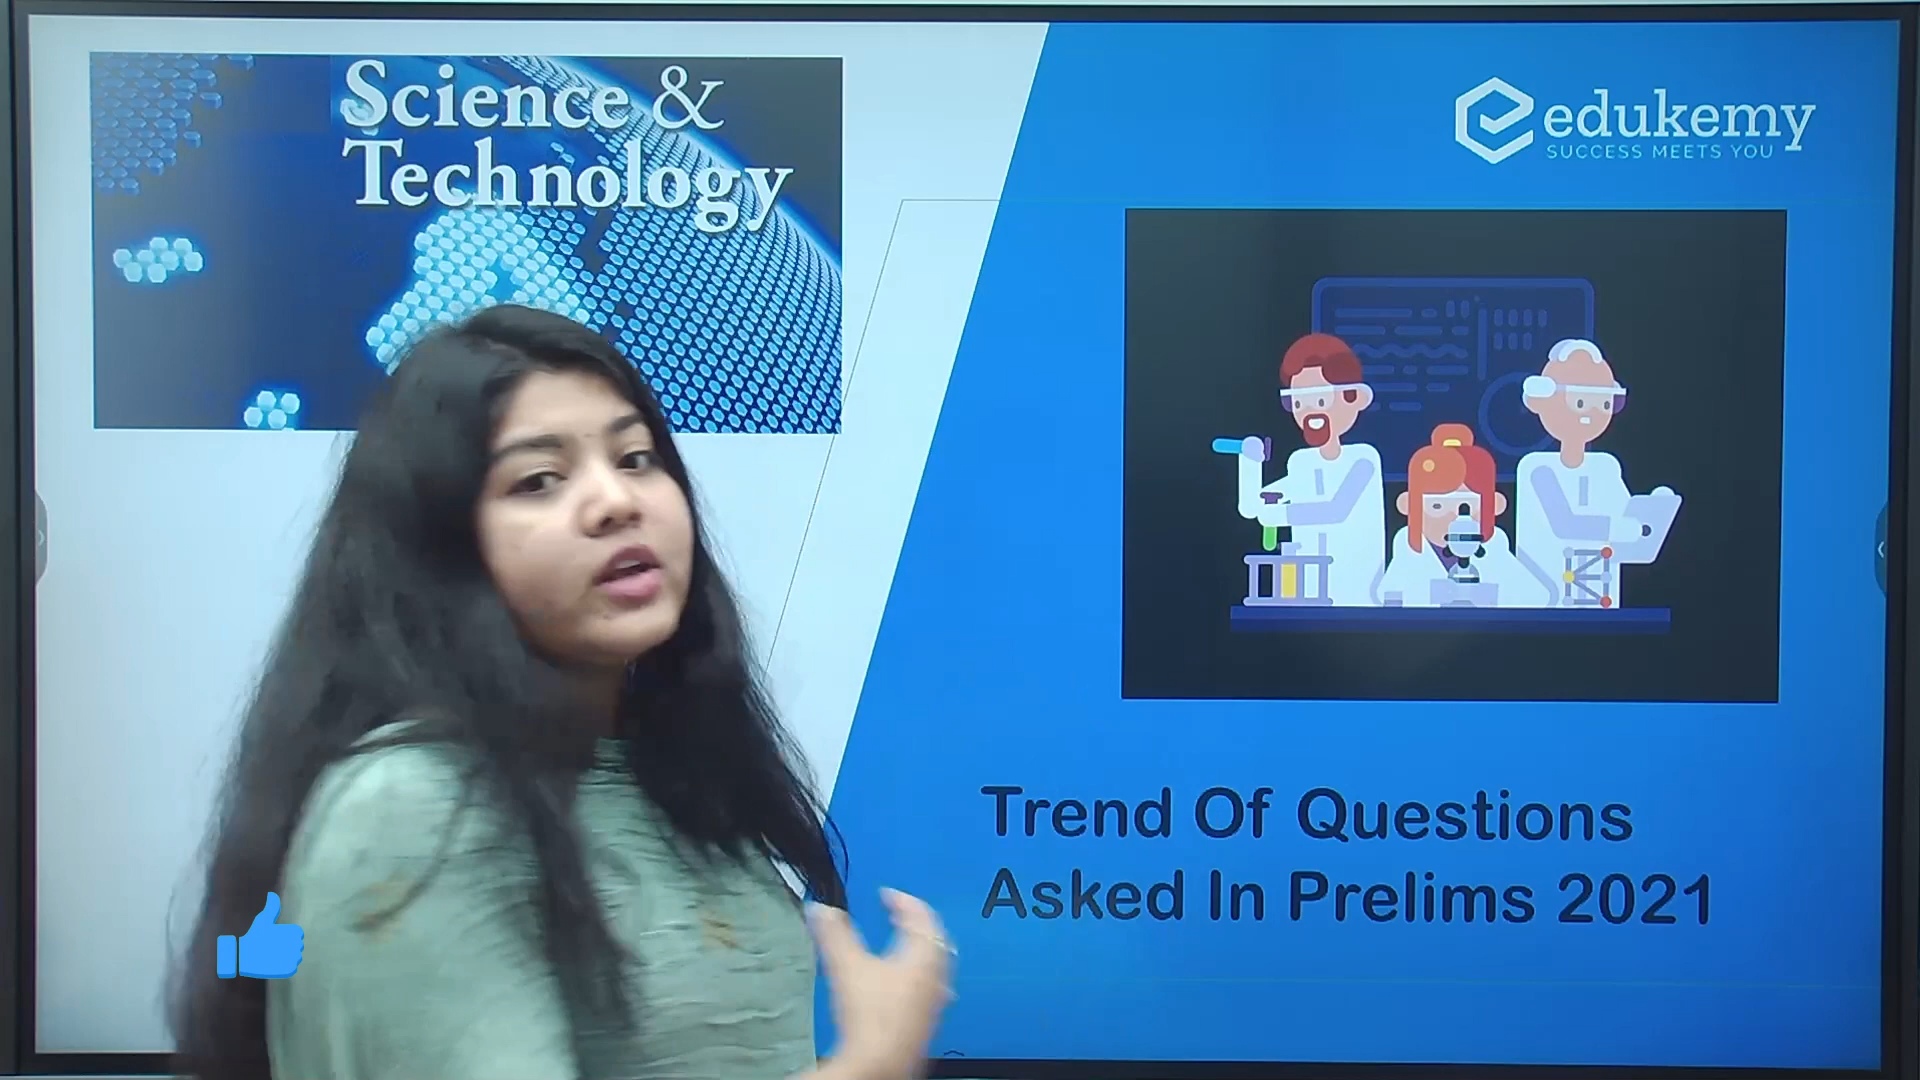 Science &
Technology
edukemy
SUCCESS MEETS YOU
Trend Of Questions
Asked In Prelims 2021